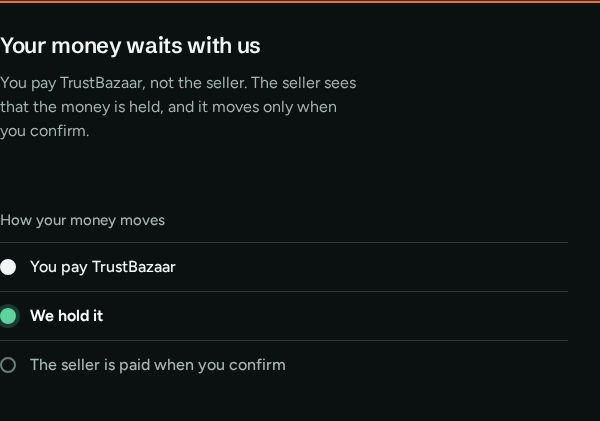 Your money waits with us
You pay TrustBazaar, not the seller. The seller sees
that the money is held, and it moves only when
you confirm.
How your money moves
You pay TrustBazaar
We hold it
The seller is paid when you confirm